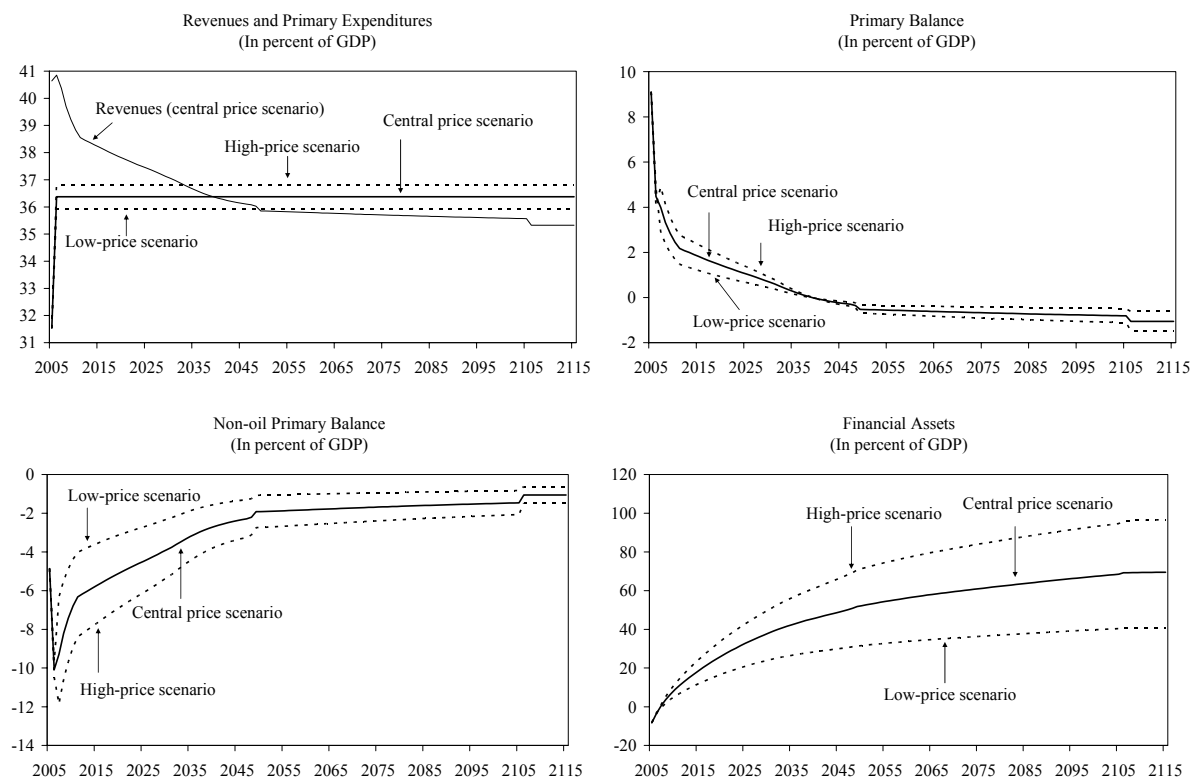 Revenues and Primary Expenditures
(In percent of GDP)
41
40
39
38
37
36
35
34
33
32
31
Revenues (central price scenario)
Central price scenario
High-price scenario
Low-price scenario
2005 2015 2025 2035 2045 2055 2065 2075 2085 2095 2105 2115
Primary Balance
(In percent of GDP)
10
8
6
4
2
0
-2
Central price scenario
High-price scenario
Low-price scenario
2005 2015 2025 2035 2045 2055 2065 2075 2085 2095 2105 2115
Non-oil Primary Balance
(In percent of GDP)
0
-2
-4
-6
-8
-10
-12
-14
Low-price scenario
Central price scenario
High-price scenario
2005 2015 2025 2035 2045 2055 2065 2075 2085 2095 2105 2115
Financial Assets
(In percent of GDP)
120
100
80
60
40
20
0
-20
Central price scenario
High-price scenario
Low-price scenario
2005 2015 2025 2035 2045 2055 2065 2075 2085 2095 2105 2115